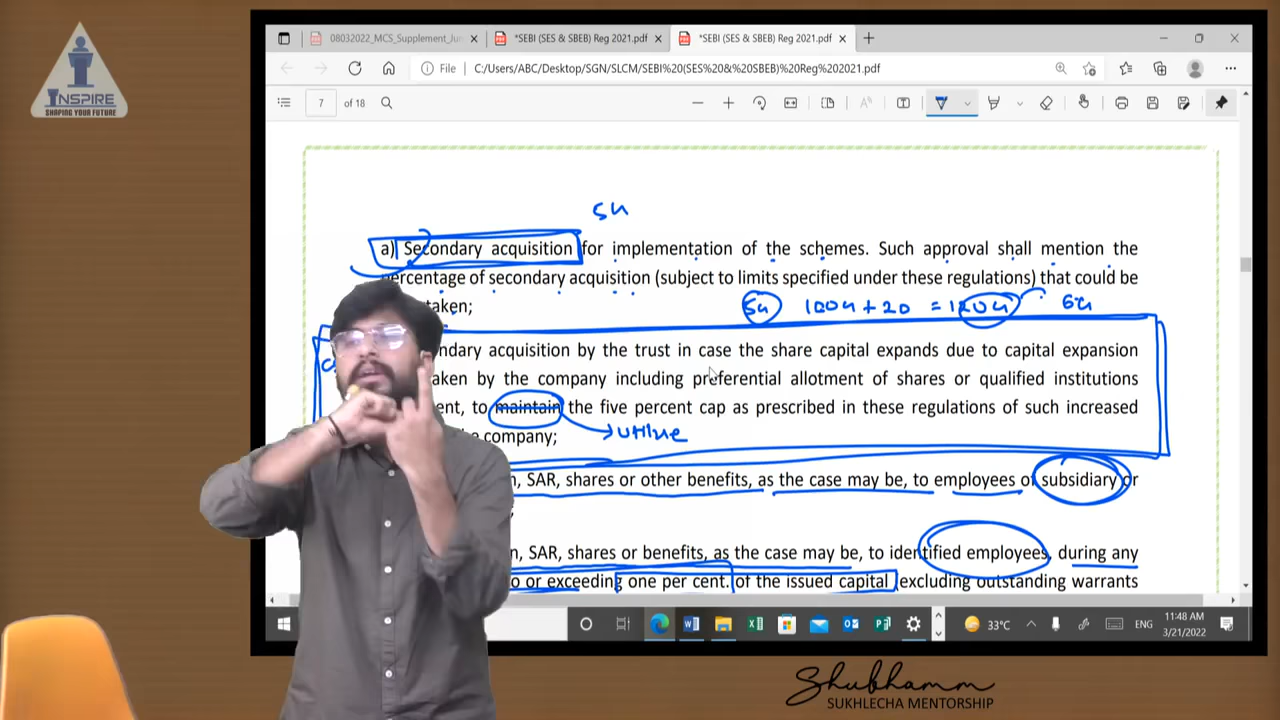 INSPIRE
SHAPING YOUR FUTURE
08032022_MCS_Supplement_Jun
*SEBI (SES & SBEB) Reg 2021.pdf
*SEBI (SES & SBEB) Reg 2021.pdf
File C:/Users/ABC/Desktop/SGN/SLCM/SEBI%20(SES%20&%20SBEB)%20Reg%202021.pdf
7 of 18
a) Secondary acquisition for implementation of the schemes. Such approval shall mention the
percentage of secondary acquisition (subject to limits specified under these regulations) that could be
taken;
ndary acquisition by the trust in case the share capital expands due to capital expansion
aken by the company including preferential allotment of shares or qualified institutions
ent, to maintain the five percent cap as prescribed in these regulations of such increased
utilize
company;
n, SAR, shares or other benefits, as the case may be, to employees of subsidiary or
n, SAR, shares or benefits, as the case may be, to identified employees, during any
o or exceeding one per cent. of the issued capital (excluding outstanding warrants
33°C
ENG
11:48 AM
3/21/2022
Shubhamm
SUKHLECHA MENTORSHIP